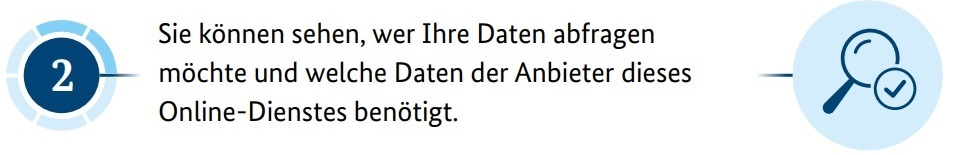 2
Sie können sehen, wer Ihre Daten abfragen
möchte und welche Daten der Anbieter dieses
Online-Dienstes benötigt.